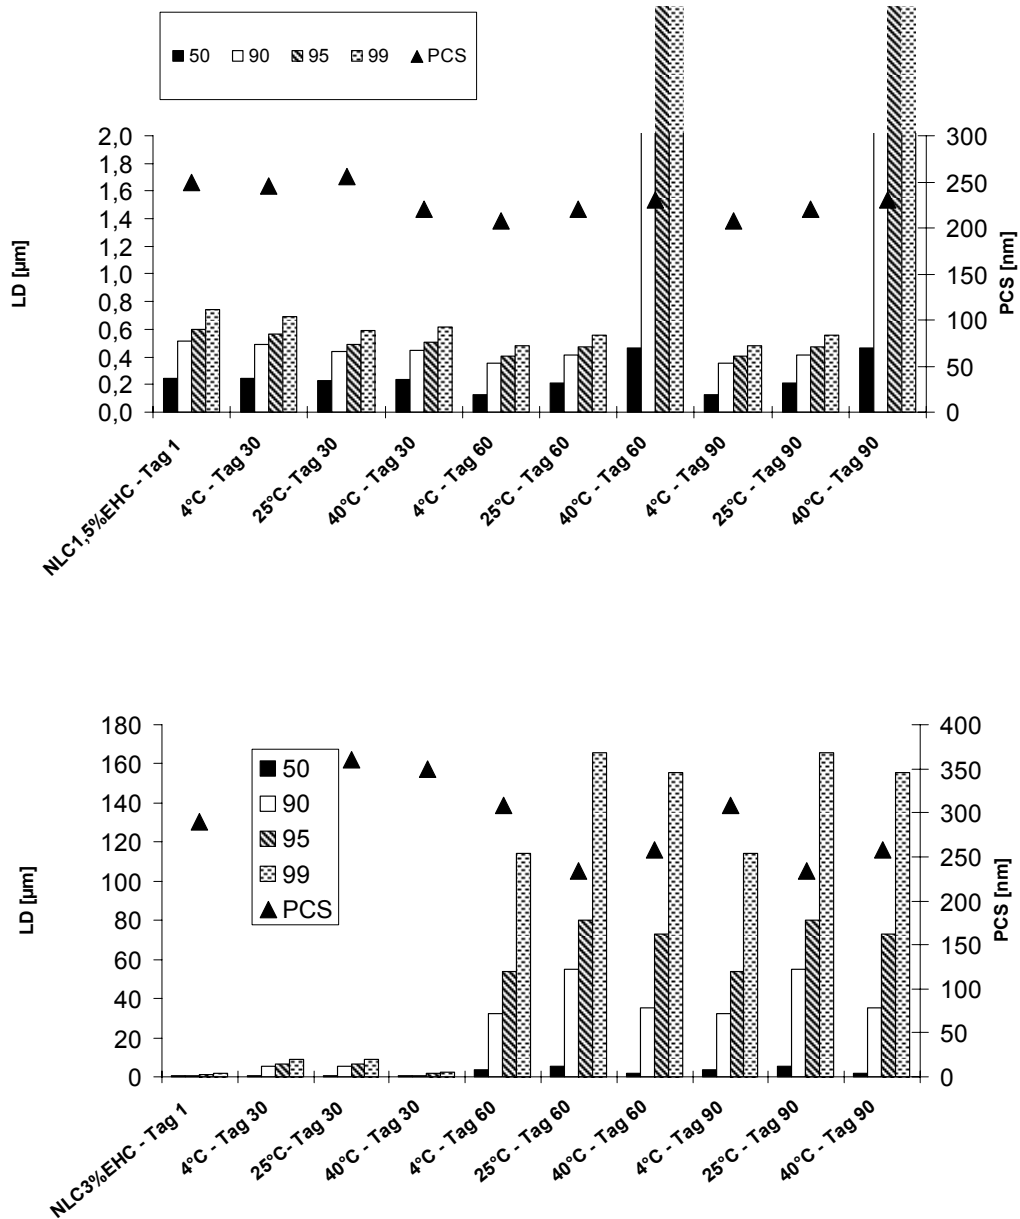 50 90 95 99 PCS
2,0 300
1,8
1,6 250
1,4
1,2 200
1,0 150
0,8
0,6 100
0,4
0,2 50
0,0 0
LD [µm]
PCS [nm]
NLC1,5%EHC - Tag 1
4°C - Tag 30
25°C- Tag 30
40°C - Tag 30
4°C - Tag 60
25°C - Tag 60
40°C - Tag 60
4°C - Tag 90
25°C - Tag 90
40°C - Tag 90
180 400
160 350
140 300
120
100 250
80 200
60 150
40 100
20 50
0 0
LD [µm]
PCS [nm]
50
90
95
99
PCS
NLC3%EHC - Tag 1
4°C - Tag 30
25°C- Tag 30
40°C - Tag 30
4°C - Tag 60
25°C - Tag 60
40°C - Tag 60
4°C - Tag 90
25°C - Tag 90
40°C - Tag 90